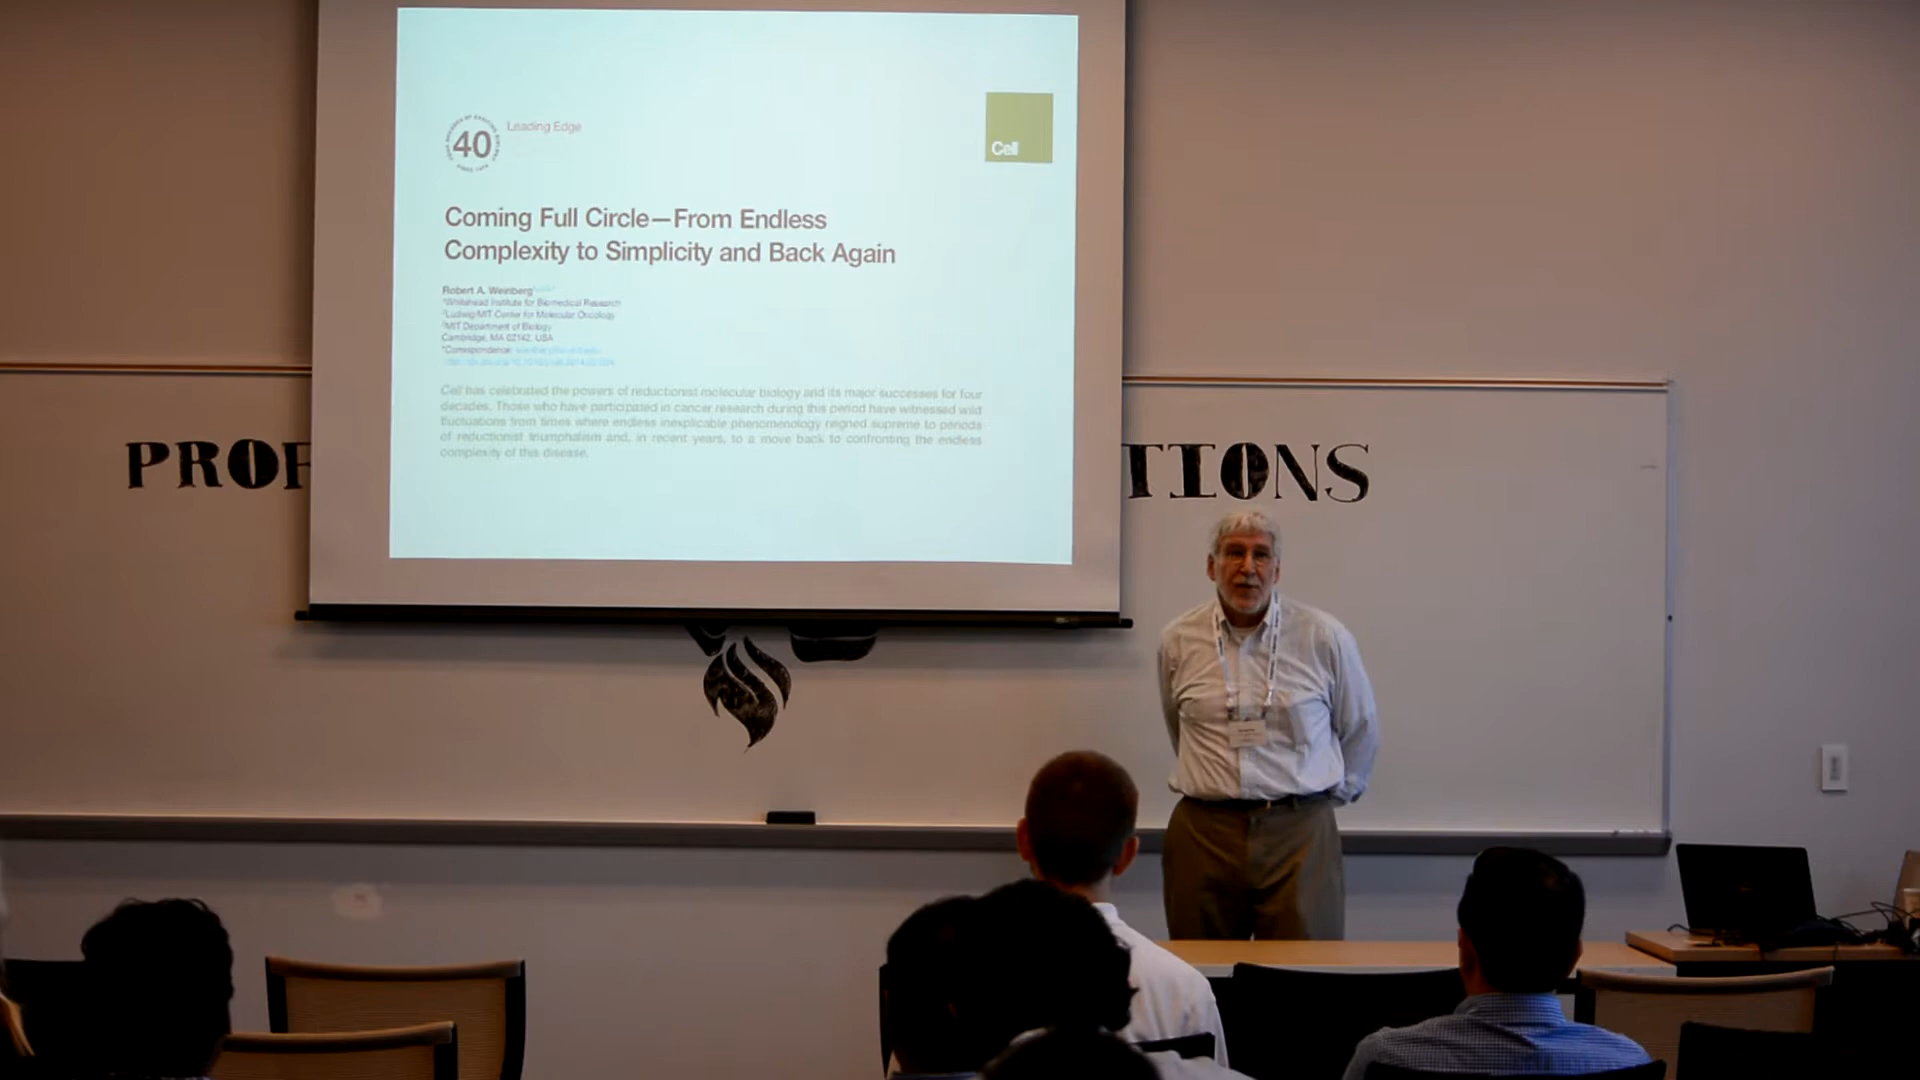 40
Leading Edge
Cell
Coming Full Circle—From Endless
Complexity to Simplicity and Back Again
Robert A. Weinberg
Whitehead Institute for Biomedical Research
Ludwig/MIT Center for Molecular Oncology
MIT Department of Biology
Cambridge, MA 02142, USA
*Correspondence:
Cell has celebrated the powers of reductionist molecular biology and its major successes for four
decades. Those who have participated in cancer research during this period have witnessed wild
fluctuations from times where endless inexplicable phenomenology reigned supreme to periods
of reductionist triumphalism and, in recent years, to a move back to confronting the endless
complexity of this disease.
PROF
TIONS